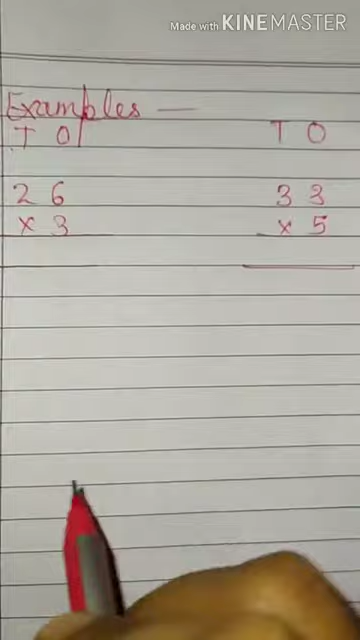 Made with KINEMASTER
Examples —
T O T O
2 6 3 3
× 3 × 5